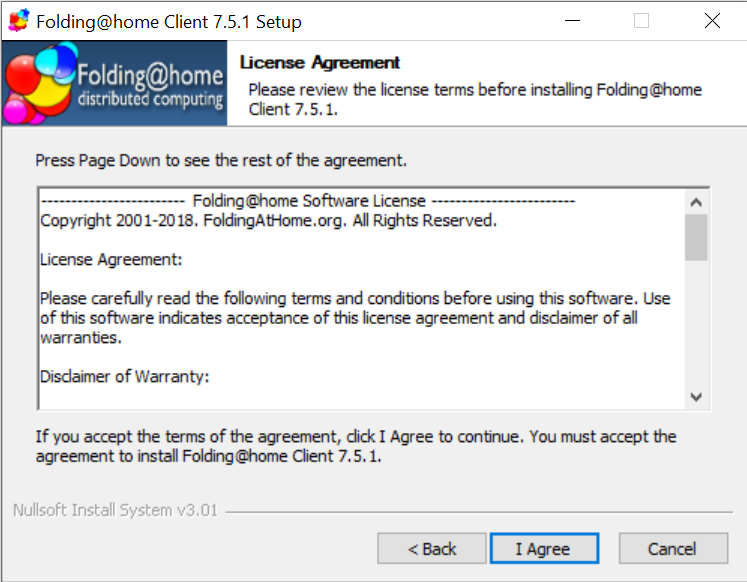 Folding@home Client 7.5.1 Setup
Folding@home
distributed computing
License Agreement
Please review the license terms before installing Folding@home
Client 7.5.1.
Press Page Down to see the rest of the agreement.
------------------------ Folding@home Software License ------------------------
Copyright 2001-2018. FoldingAtHome.org. All Rights Reserved.
License Agreement:
Please carefully read the following terms and conditions before using this software. Use
of this software indicates acceptance of this license agreement and disclaimer of all
warranties.
Disclaimer of Warranty:
If you accept the terms of the agreement, click I Agree to continue. You must accept the
agreement to install Folding@home Client 7.5.1.
Nullsoft Install System v3.01
< Back
I Agree
Cancel